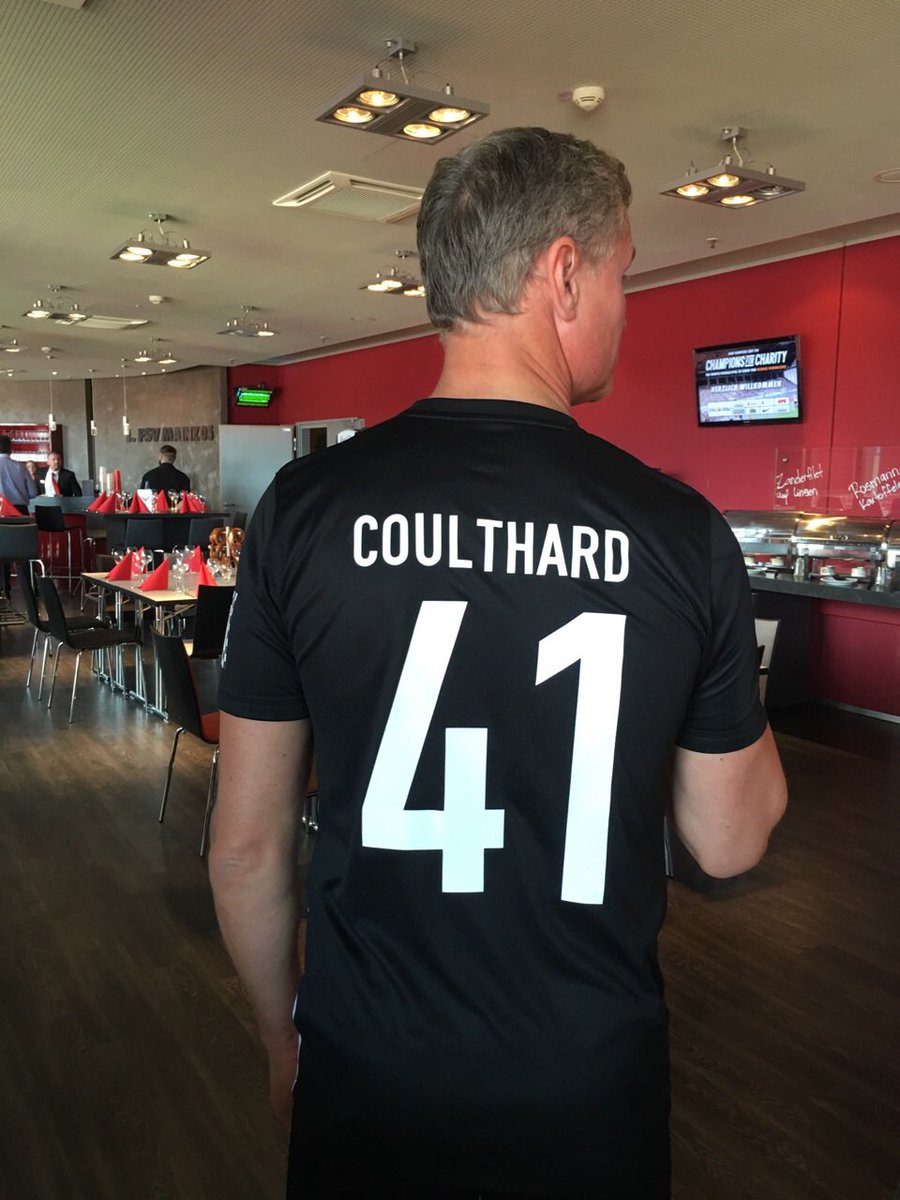 CHAMPIONS FOR CHARITY
HERZLICH WILLKOMMEN
1. FSV MAINZ 05
Zanderfilet
auf Linsen
Rosmarin
Kartoffeln
COULTHARD
41